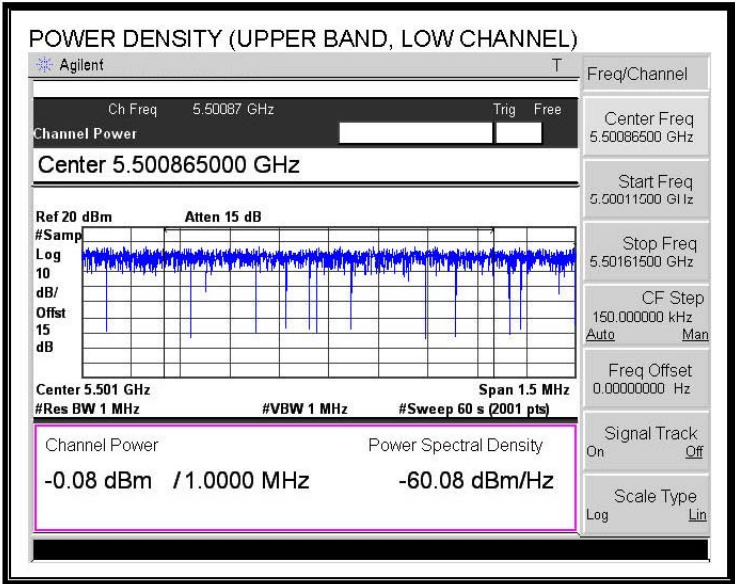 POWER DENSITY (UPPER BAND, LOW CHANNEL)
Agilent T
Freq/Channel
Ch Freq 5.50087 GHz Trig Free
Channel Power
Center 5.500865000 GHz
Ref 20 dBm Atten 15 dB
#Samp
Log
10
dB/
Offst
15
dB
Center 5.501 GHz Span 1.5 MHz
#Res BW 1 MHz #VBW 1 MHz #Sweep 60 s (2001 pts)
Channel Power Power Spectral Density
-0.08 dBm /1.0000 MHz -60.08 dBm/Hz
Center Freq
5.50086500 GHz
Start Freq
5.50011500 GHz
Stop Freq
5.50161500 GHz
CF Step
150.000000 kHz
Auto Man
Freq Offset
0.00000000 Hz
Signal Track
On Off
Scale Type
Log Lin